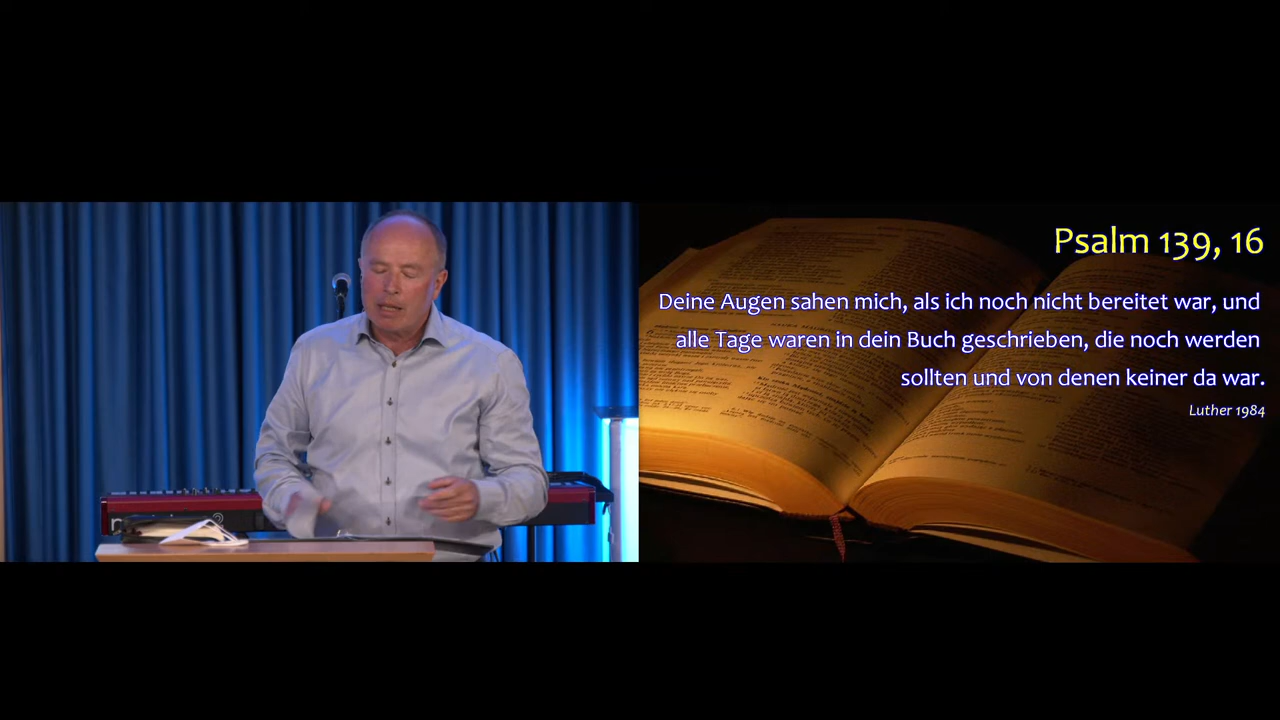 Psalm 139, 16
Deine Augen sahen mich, als ich noch nicht bereitet war, und
alle Tage waren in dein Buch geschrieben, die noch werden
sollten und von denen keiner da war.
Luther 1984